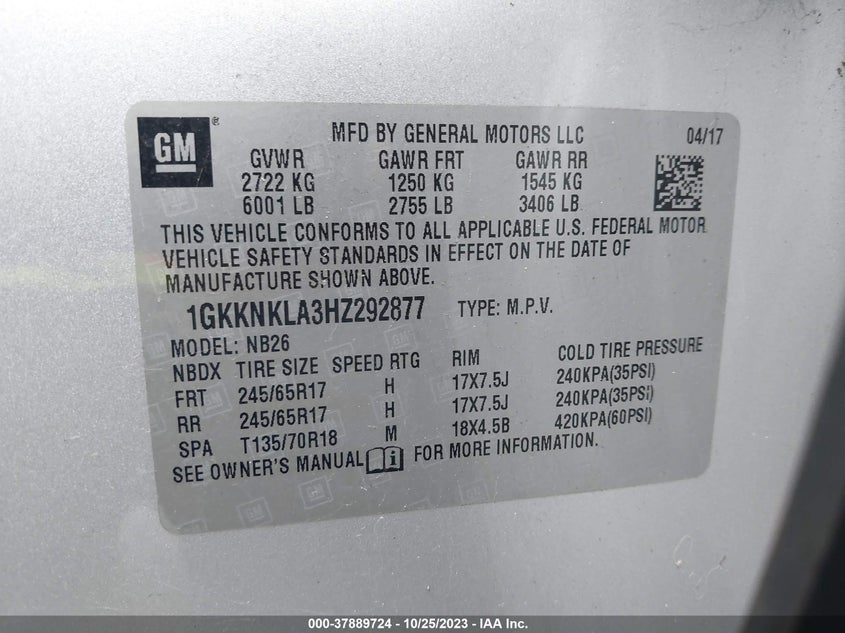 GM ® MFD BY GENERAL MOTORS LLC 04/17
GVWR GAWR FRT GAWR RR
2722 KG 1250 KG 1545 KG
6001 LB 2755 LB 3406 LB
THIS VEHICLE CONFORMS TO ALL APPLICABLE U.S. FEDERAL MOTOR
VEHICLE SAFETY STANDARDS IN EFFECT ON THE DATE OF
MANUFACTURE SHOWN ABOVE.
1GKKNKLA3HZ292877 TYPE: M.P.V.
MODEL: NB26
NBDX TIRE SIZE SPEED RTG RIM COLD TIRE PRESSURE
FRT 245/65R17 H 17X7.5J 240KPA(35PSI)
RR 245/65R17 H 17X7.5J 240KPA(35PSI)
SPA T135/70R18 M 18X4.5B 420KPA(60PSI)
SEE OWNER'S MANUAL i FOR MORE INFORMATION.
000-37889724 - 10/25/2023 - IAA Inc.